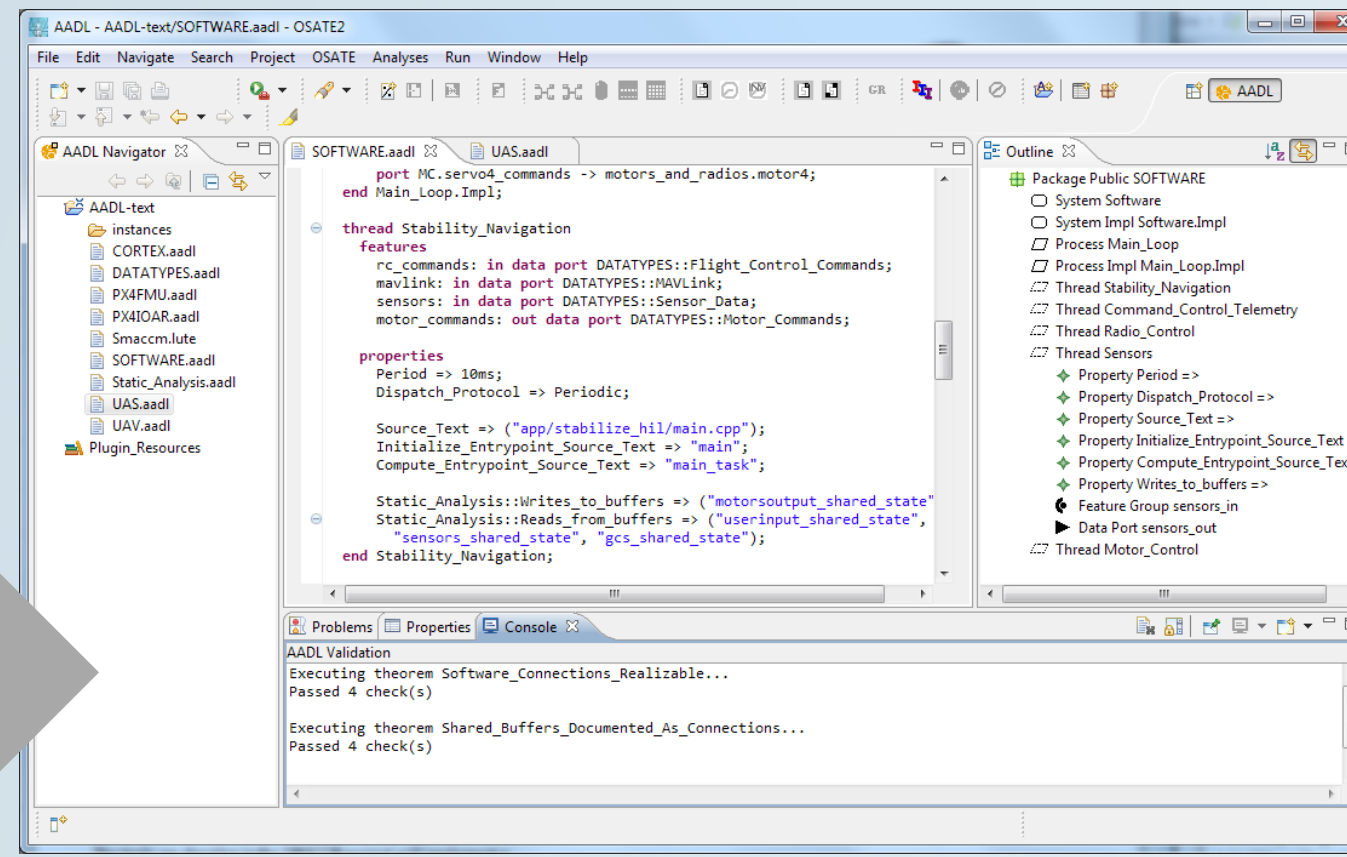 AADL - AADL-text/SOFTWARE.aadl - OSATE2
File Edit Navigate Search Project OSATE Analyses Run Window Help
GR
AADL
AADL Navigator
AADL-text
instances
CORTEX.aadl
DATATYPES.aadl
PX4FMU.aadl
PX4IOAR.aadl
Smaccm.lute
SOFTWARE.aadl
Static_Analysis.aadl
UAS.aadl
UAV.aadl
Plugin_Resources
SOFTWARE.aadl UAS.aadl
port MC.servo4_commands -> motors_and_radios.motor4;
end Main_Loop.Impl;
thread Stability_Navigation
features
rc_commands: in data port DATATYPES::Flight_Control_Commands;
mavlink: in data port DATATYPES::MAVLink;
sensors: in data port DATATYPES::Sensor_Data;
motor_commands: out data port DATATYPES::Motor_Commands;
properties
Period => 10ms;
Dispatch_Protocol => Periodic;
Source_Text => ("app/stabilize_hil/main.cpp");
Initialize_Entrypoint_Source_Text => "main";
Compute_Entrypoint_Source_Text => "main_task";
Static_Analysis::Writes_to_buffers => ("motorsoutput_shared_state"
Static_Analysis::Reads_from_buffers => ("userinput_shared_state",
"sensors_shared_state", "gcs_shared_state");
end Stability_Navigation;
Outline
Package Public SOFTWARE
System Software
System Impl Software.Impl
Process Main_Loop
Process Impl Main_Loop.Impl
Thread Stability_Navigation
Thread Command_Control_Telemetry
Thread Radio_Control
Thread Sensors
Property Period =>
Property Dispatch_Protocol =>
Property Source_Text =>
Property Initialize_Entrypoint_Source_Text
Property Compute_Entrypoint_Source_Tex
Property Writes_to_buffers =>
Feature Group sensors_in
Data Port sensors_out
Thread Motor_Control
Problems Properties Console
AADL Validation
Executing theorem Software_Connections_Realizable...
Passed 4 check(s)
Executing theorem Shared_Buffers_Documented_As_Connections...
Passed 4 check(s)